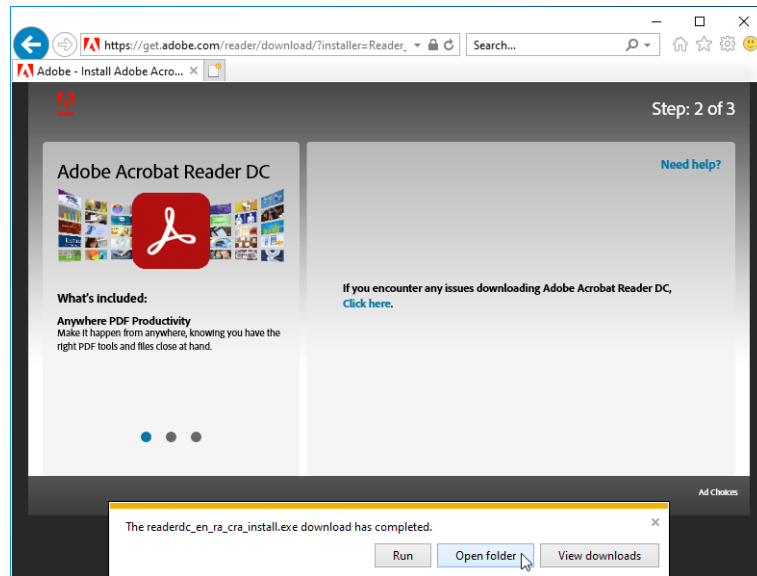 https://get.adobe.com/reader/download/?installer=Reader_
Search...
Adobe - Install Adobe Acro...
Step: 2 of 3
Adobe Acrobat Reader DC
Need help?
If you encounter any issues downloading Adobe Acrobat Reader DC,
Click here.
What's included:
Anywhere PDF Productivity
Make it happen from anywhere, knowing you have the
right PDF tools and files close at hand.
Ad Choices
The readerdc_en_ra_cra_install.exe download has completed.
Run
Open folder
View downloads